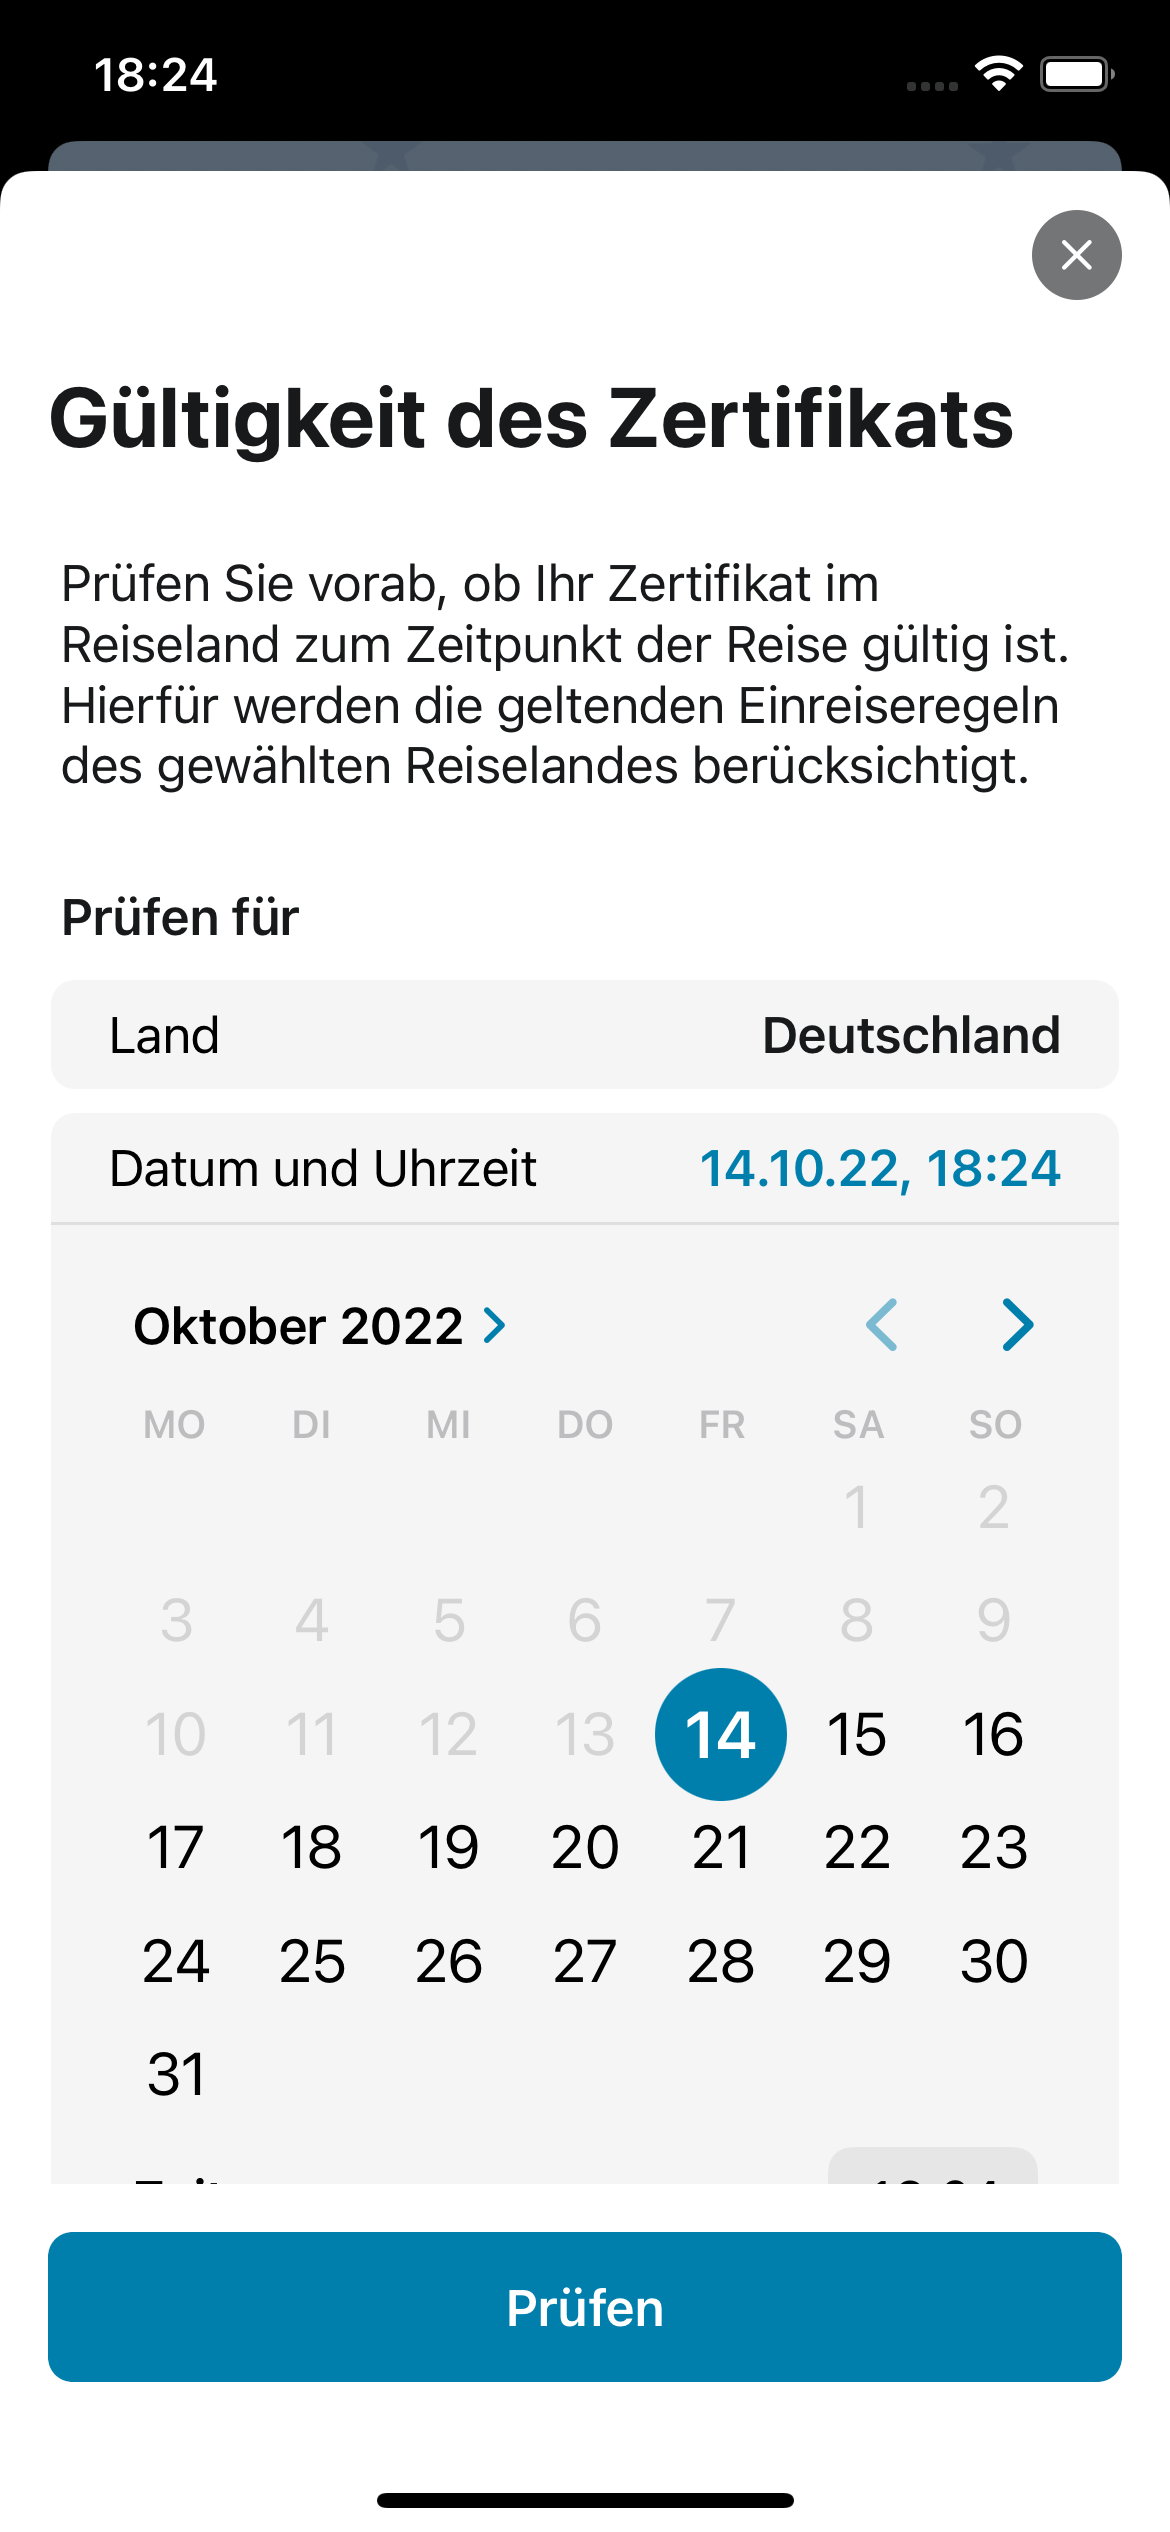 18:24
Gültigkeit des Zertifikats
Prüfen Sie vorab, ob Ihr Zertifikat im
Reiseland zum Zeitpunkt der Reise gültig ist.
Hierfür werden die geltenden Einreiseregeln
des gewählten Reiselandes berücksichtigt.
Prüfen für
Land Deutschland
Datum und Uhrzeit 14.10.22, 18:24
Oktober 2022
MO DI MI DO FR SA SO
1 2
3 4 5 6 7 8 9
10 11 12 13 14 15 16
17 18 19 20 21 22 23
24 25 26 27 28 29 30
31
Prüfen